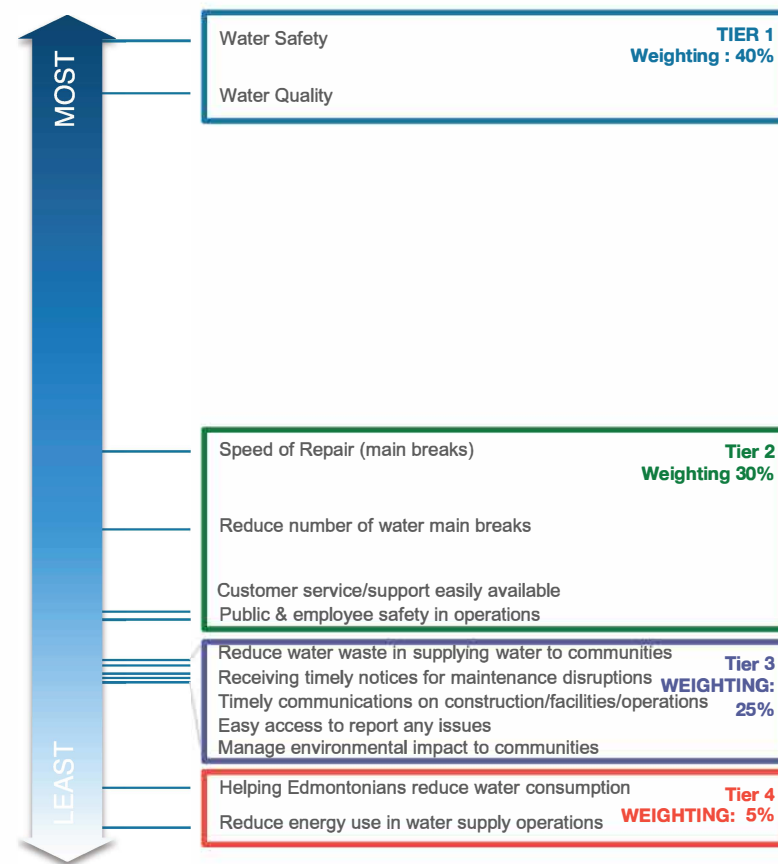 MOST
Water Safety
TIER 1
Weighting : 40%
Water Quality
Speed of Repair (main breaks)
Tier 2
Weighting 30%
Reduce number of water main breaks
Customer service/support easily available
Public & employee safety in operations
Reduce water waste in supplying water to communities
Tier 3
Receiving timely notices for maintenance disruptions
WEIGHTING:
Timely communications on construction/facilities/operations
25%
Easy access to report any issues
Manage environmental impact to communities
LEAST
Helping Edmontonians reduce water consumption
Tier 4
WEIGHTING: 5%
Reduce energy use in water supply operations